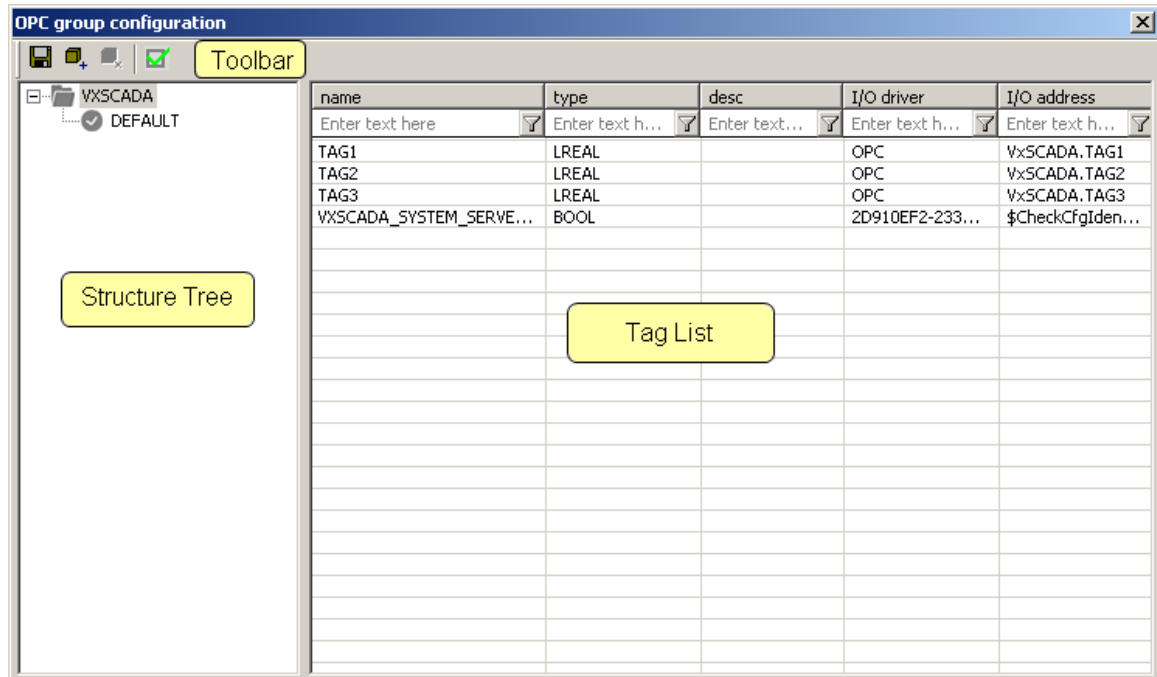 OPC group configuration
Toolbar
VXSCADA
DEFAULT
name type desc I/O driver I/O address
Enter text here Enter text h... Enter text... Enter text h... Enter text h...
TAG1 LREAL OPC VxSCADA.TAG1
TAG2 LREAL OPC VxSCADA.TAG2
TAG3 LREAL OPC VxSCADA.TAG3
VXSCADA_SYSTEM_SERVE... BOOL 2D910EF2-233... $CheckCfgIden...
Structure Tree
Tag List